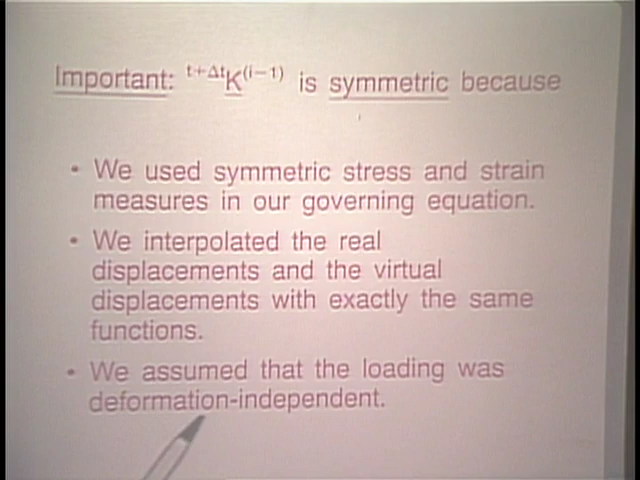 Important: t+ΔtK(i−1) is symmetric because
• We used symmetric stress and strain
measures in our governing equation.
• We interpolated the real
displacements and the virtual
displacements with exactly the same
functions.
• We assumed that the loading was
deformation-independent.